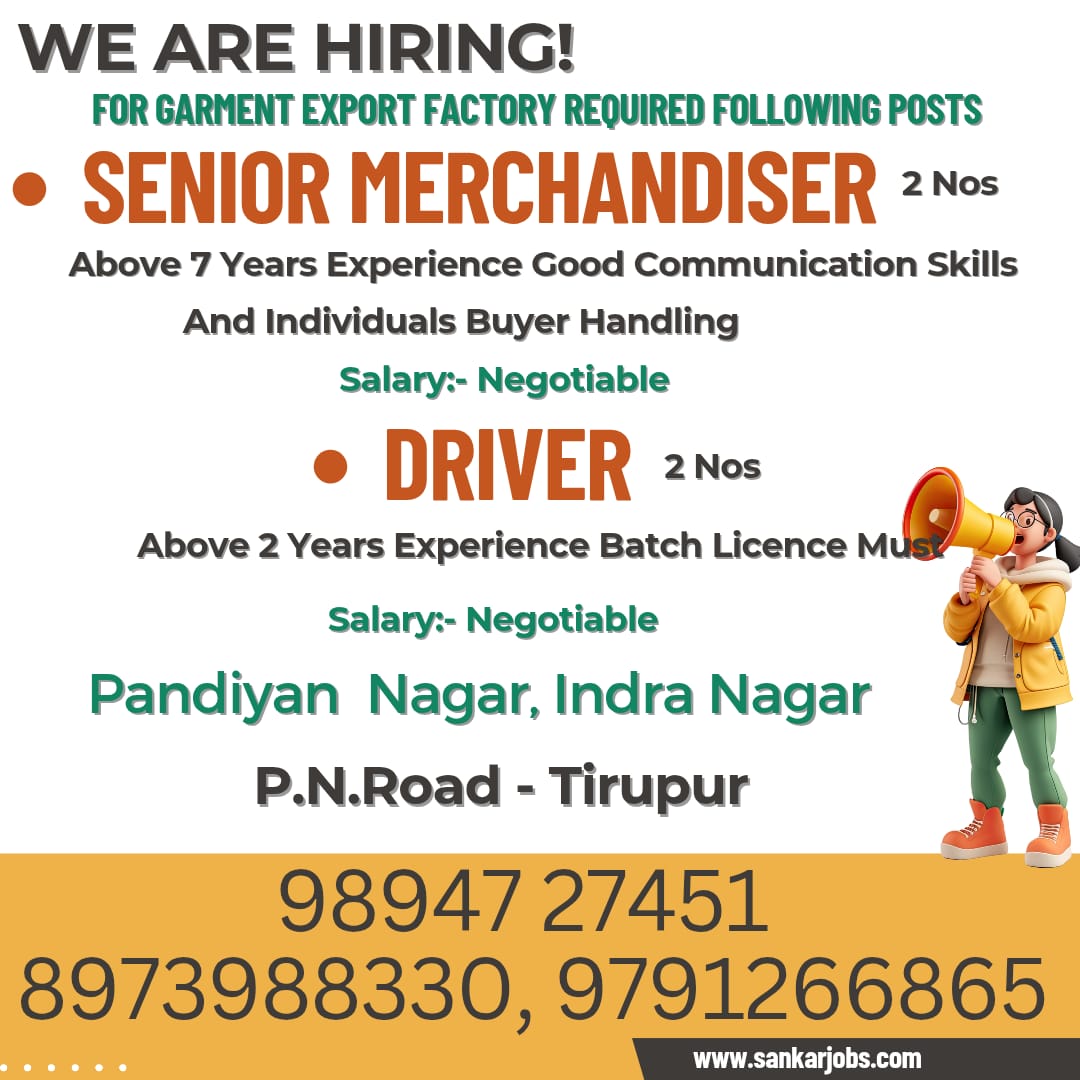 WE ARE HIRING!
FOR GARMENT EXPORT FACTORY REQUIRED FOLLOWING POSTS
• SENIOR MERCHANDISER 2 Nos
Above 7 Years Experience Good Communication Skills
And Individuals Buyer Handling
Salary:- Negotiable
• DRIVER 2 Nos
Above 2 Years Experience Batch Licence Must
Salary:- Negotiable
Pandiyan Nagar, Indra Nagar
P.N.Road - Tirupur
98947 27451
8973988330, 9791266865
www.sankarjobs.com